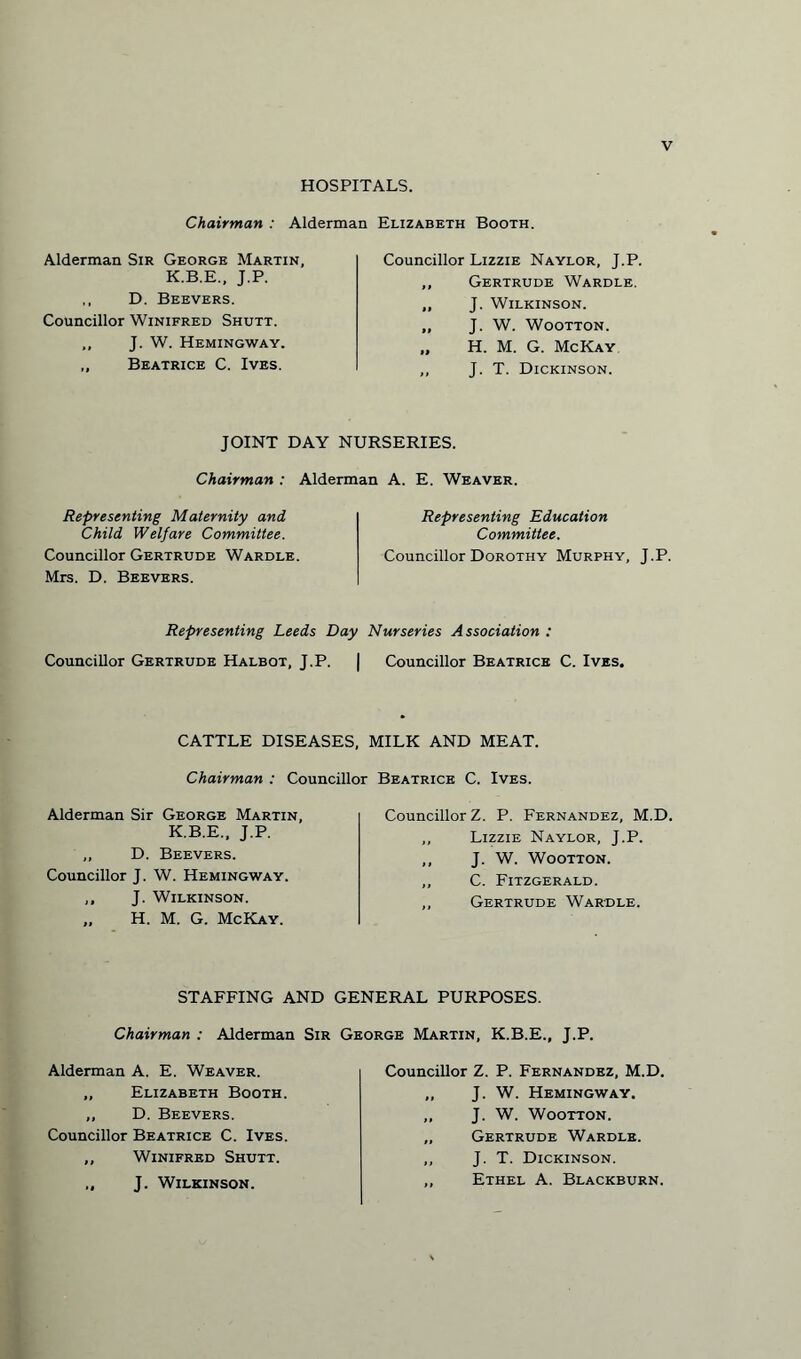 v
HOSPITALS.
Chairman : Alderman Elizabeth Booth.
Alderman Sir George Martin,
K.B.E., J.P.
,, D. Beevers.
Councillor Winifred Shutt.
,, J. W. Hemingway.
,, Beatrice C. Ives.
Councillor Lizzie Naylor, J.P.
,, Gertrude Wardle.
,, J. Wilkinson.
,, J. W. Wootton.
,, H. M. G. McKay
,, J. T. Dickinson.
JOINT DAY NURSERIES.
Chairman : Alderman A. E. Weaver.
Representing Maternity and
Child Welfare Committee.
Councillor Gertrude Wardle.
Mrs. D. Beevers.
Representing Education
Committee.
Councillor Dorothy Murphy, J.P.
Representing Leeds Day Nurseries Association :
Councillor Gertrude Halbot, J.P. | Councillor Beatrice C. Ives.
CATTLE DISEASES, MILK AND MEAT.
Chairman : Councillor Beatrice C. Ives.
Alderman Sir George Martin,
K.B.E., J.P.
,, D. Beevers.
Councillor J. W. Hemingway.
,, J. Wilkinson.
,, H. M. G. McKay.
Councillor Z. P. Fernandez, M.D.
,, Lizzie Naylor, J.P.
,, J. W. Wootton.
,, C. Fitzgerald.
,, Gertrude Wardle.
STAFFING AND GENERAL PURPOSES.
Chairman : Alderman Sir George Martin, K.B.E., J.P.
Alderman A. E. Weaver.
,, Elizabeth Booth.
,, D. Beevers.
Councillor Beatrice C. Ives.
,, Winifred Shutt.
,, J. Wilkinson.
Councillor Z. P. Fernandez, M.D.
,, J. W. Hemingway.
,, J. W. Wootton.
,, Gertrude Wardle.
,, J. T. Dickinson.
,, Ethel A. Blackburn.